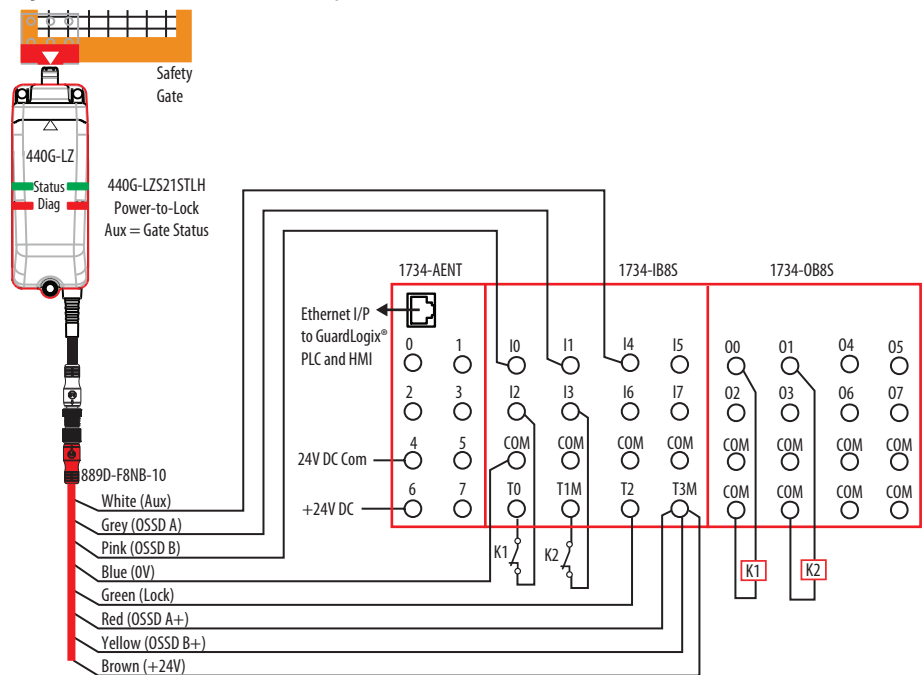 Safety
Gate
440G-LZ
Status
Diag
440G-LZS21STLH
Power-to-Lock
Aux = Gate Status
1734-AENT
1734-IB8S
1734-OB8S
Ethernet I/P
to GuardLogix®
PLC and HMI
0 1 I0 I1 I4 I5 O0 O1 O4 O5
2 3 I2 I3 I6 I7 O2 O3 O6 O7
24V DC Com 4 5 COM COM COM COM COM COM COM COM
+24V DC 6 7 T0 T1M T2 T3M COM COM COM COM
K1 K2 K1 K2
889D-F8NB-10
White (Aux)
Grey (OSSD A)
Pink (OSSD B)
Blue (0V)
Green (Lock)
Red (OSSD A+)
Yellow (OSSD B+)
Brown (+24V)